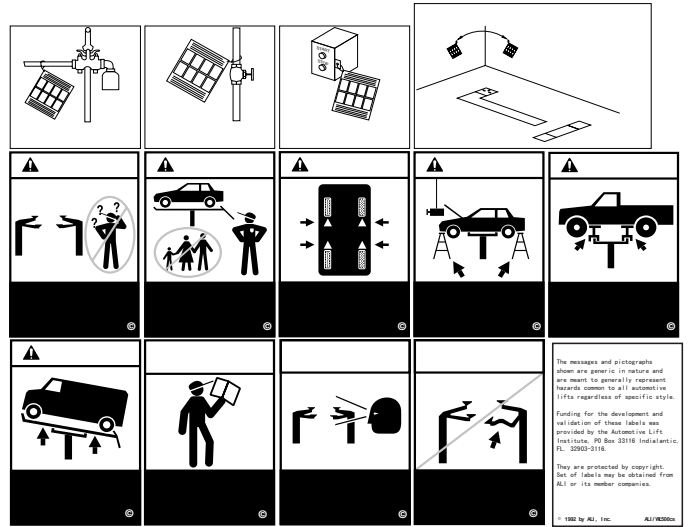 START
STOP
? ?
?
©
©
©
©
©
©
©
©
©
The messages and pictographs
shown are generic in nature and
are meant to generally represent
hazards common to all automotive
lifts regardless of specific style.
Funding for the development and
validation of these labels was
provided by the Automotive Lift
Institute, PO Box 33116 Indialantic,
FL. 32903-3116.
They are protected by copyright.
Set of labels may be obtained from
ALI or its member companies.
© 1992 by ALI, Inc. ALI/WL500cs